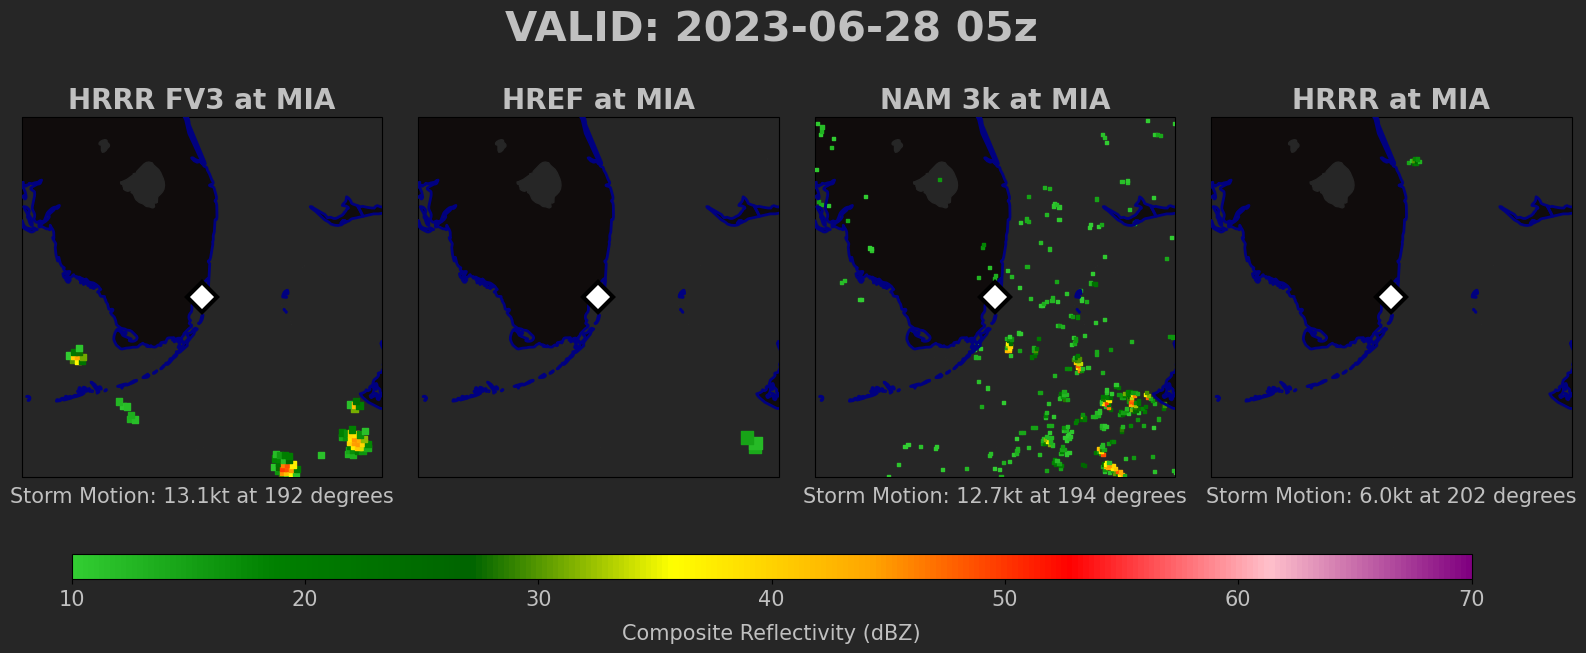 VALID: 2023-06-28 05z
HRRR FV3 at MIA
HREF at MIA
NAM 3k at MIA
HRRR at MIA
Storm Motion: 13.1kt at 192 degrees
Storm Motion: 12.7kt at 194 degrees
Storm Motion: 6.0kt at 202 degrees
10 20 30 40 50 60 70
Composite Reflectivity (dBZ)